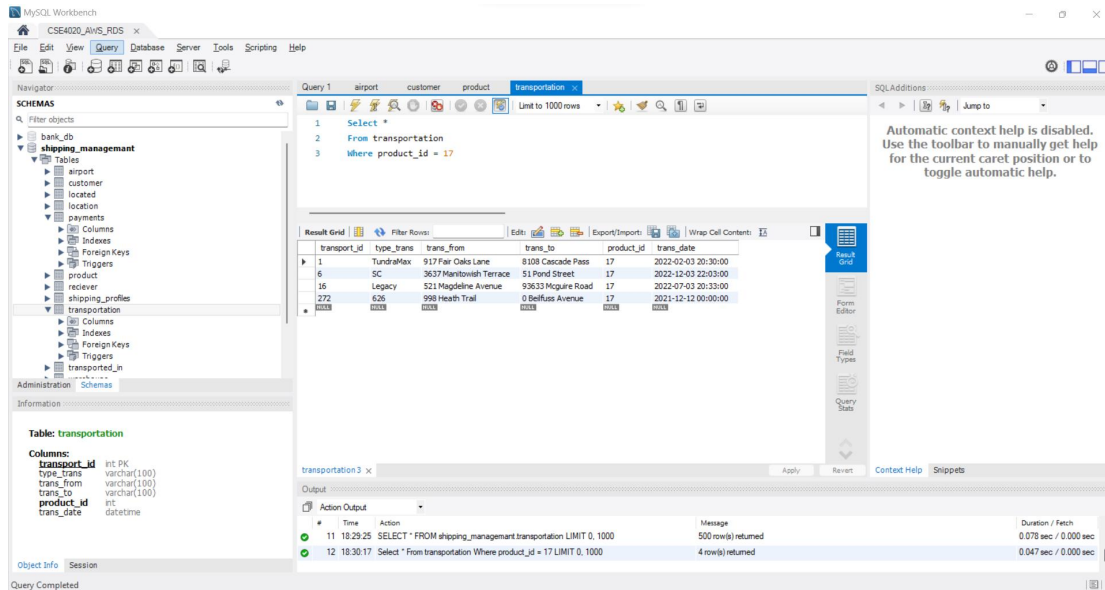 MySQL Workbench
CSE4020_AWS_RDS ×
File Edit View Query Database Server Tools Scripting Help
Navigator
SCHEMAS
Filter objects
bank_db
shipping_managemant
Tables
airport
customer
located
location
payments
Columns
Indexes
Foreign Keys
Triggers
product
reciever
shipping_profiles
transportation
Columns
Indexes
Foreign Keys
Triggers
transported_in
Administration Schemas
Information
Table: transportation
Columns:
transport_id int PK
type_trans varchar(100)
trans_from varchar(100)
trans_to varchar(100)
product_id int
trans_date datetime
Object Info Session
Query Completed
Query 1 airport customer product transportation ×
Limit to 1000 rows
1 Select *
2 From transportation
3 Where product_id = 17
Result Grid Filter Rows: Edit: Export/Import: Wrap Cell Content:
transport_id type_trans trans_from trans_to product_id trans_date
1 TundraMax 917 Fair Oaks Lane 8108 Cascade Pass 17 2022-02-03 20:30:00
6 SC 3637 Manitowish Terrace 51 Pond Street 17 2022-12-03 22:03:00
16 Legacy 521 Magdeline Avenue 93633 Mcguire Road 17 2022-07-03 20:33:00
272 626 998 Heath Trail 0 Beilfuss Avenue 17 2021-12-12 00:00:00
NULL NULL NULL NULL NULL NULL
Result
Grid
Form
Editor
Field
Types
Query
Stats
transportation 3 × Apply Revert
SQLAdditions
Jump to
Automatic context help is disabled.
Use the toolbar to manually get help
for the current caret position or to
toggle automatic help.
Context Help Snippets
Output
Action Output
# Time Action Message Duration / Fetch
11 18:29:25 SELECT * FROM shipping_managemant.transportation LIMIT 0, 1000 500 row(s) returned 0.078 sec / 0.000 sec
12 18:30:17 Select * From transportation Where product_id = 17 LIMIT 0, 1000 4 row(s) returned 0.047 sec / 0.000 sec